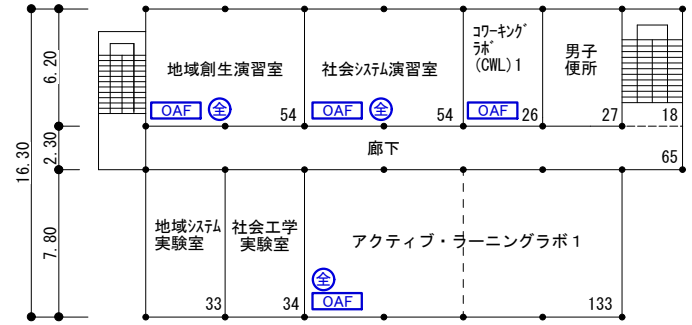 コワーキング
ラボ
(CWL)1
地域創生演習室
社会システム演習室
男子
便所
OAF
全
54
OAF
全
54
OAF
26
27
18
廊下
65
6.20
2.30
7.80
16.30
地域システム
実験室
社会工学
実験室
アクティブ・ラーニングラボ1
全
OAF
33
34
133